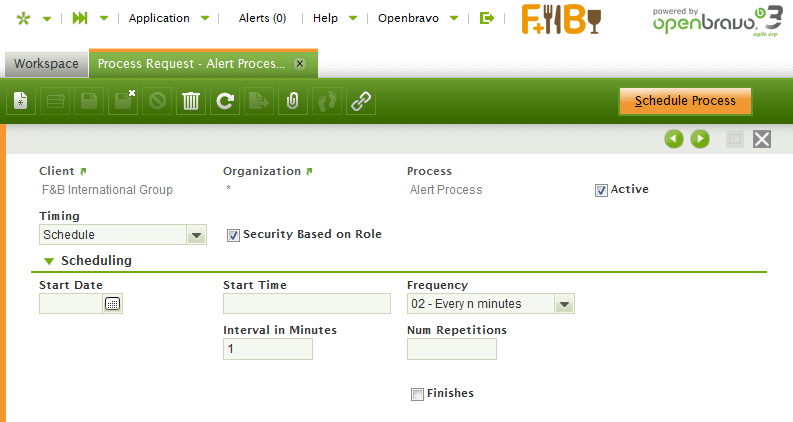 Application Alerts (0) Help Openbravo F&B powered by
openbravo 3
agile erp
Workspace Process Request - Alert Proces...
Schedule Process
Client Organization Process
F&B International Group * Alert Process Active
Timing
Schedule Security Based on Role
Scheduling
Start Date Start Time Frequency
02 - Every n minutes
Interval in Minutes Num Repetitions
1
Finishes